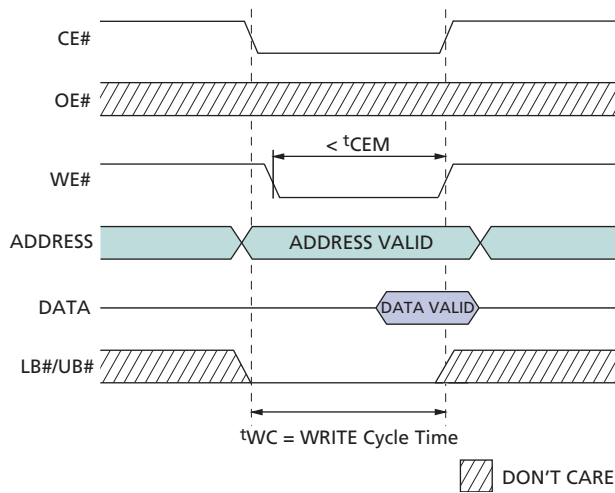 CE#
OE#
< tCEM
WE#
ADDRESS
ADDRESS VALID
DATA
DATA VALID
LB#/UB#
tWC = WRITE Cycle Time
DON'T CARE